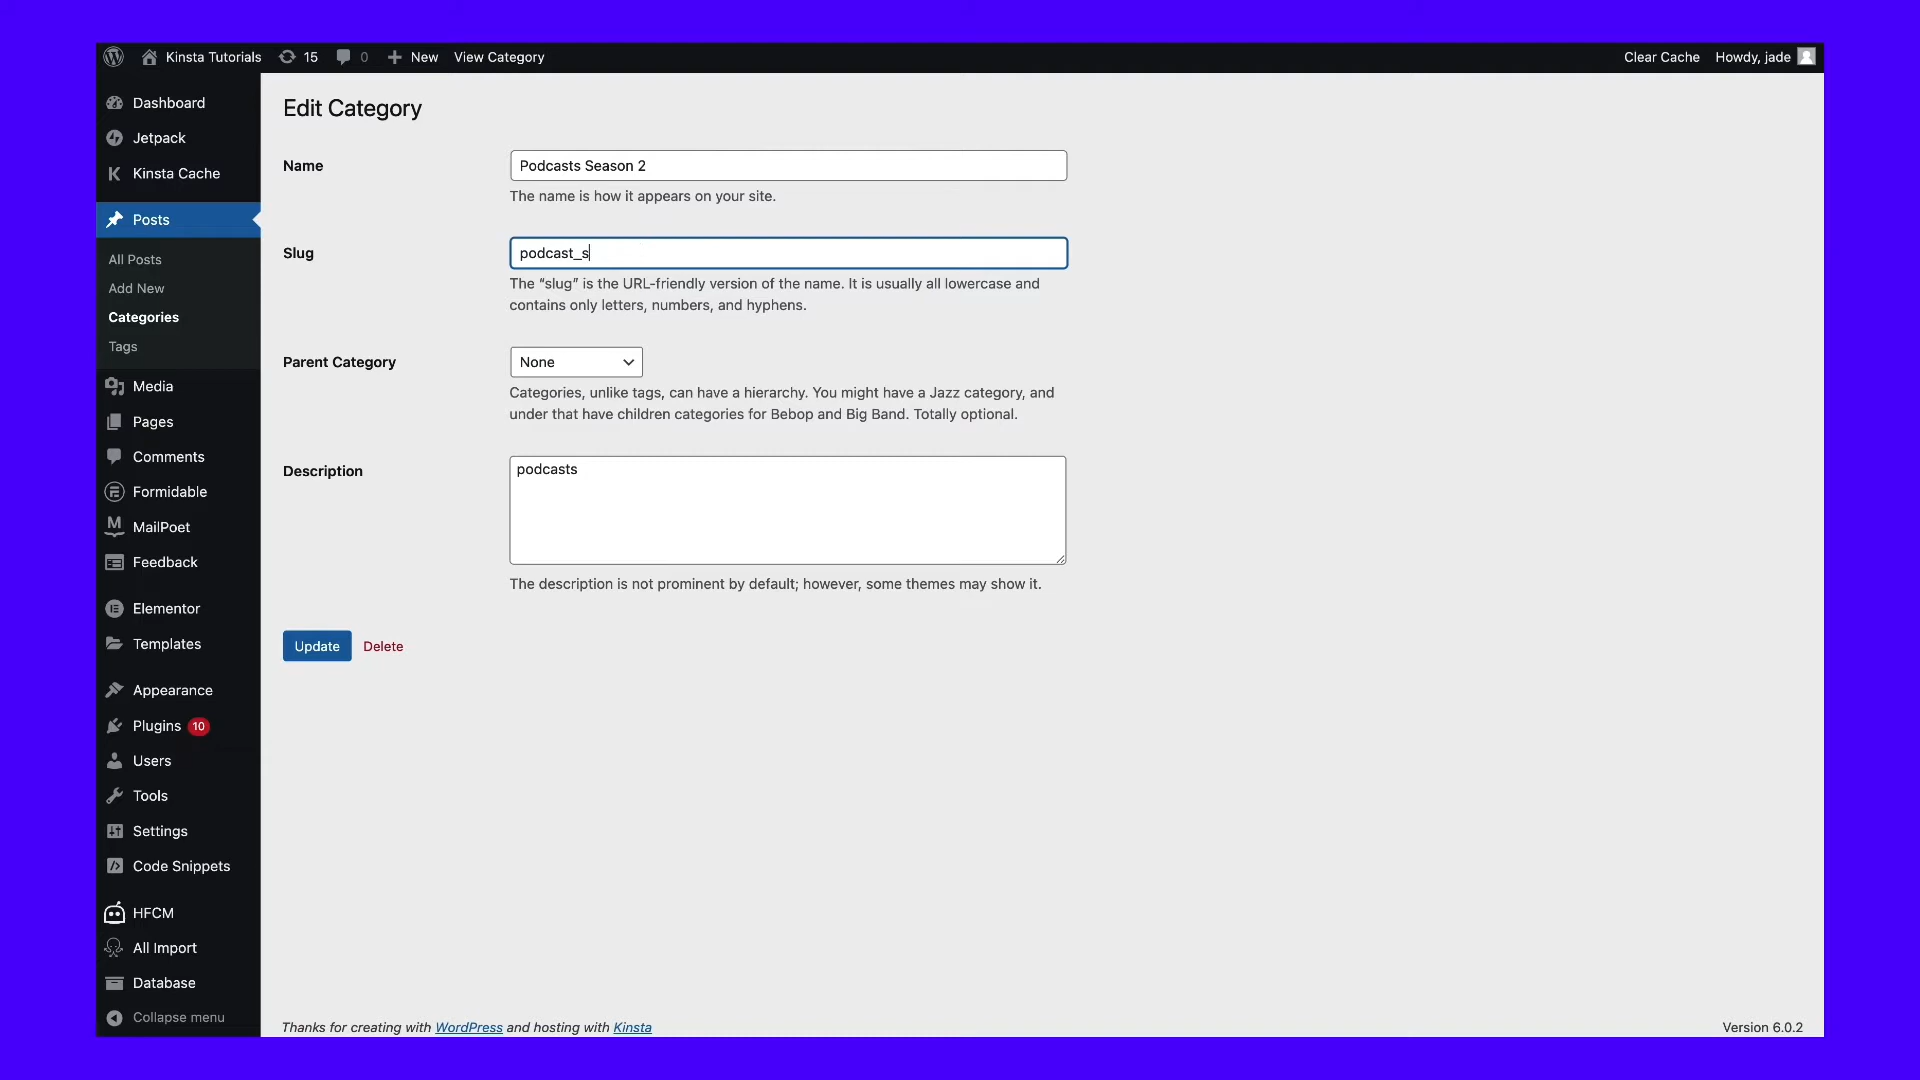 Kinsta Tutorials 15 0 New View Category Clear Cache Howdy, jade
Dashboard
Jetpack
K Kinsta Cache
Posts
All Posts
Add New
Categories
Tags
Media
Pages
Comments
Formidable
M MailPoet
Feedback
Elementor
Templates
Appearance
Plugins 10
Users
Tools
Settings
Code Snippets
HFCM
All Import
Database
Collapse menu
Edit Category
Name
Podcasts Season 2
The name is how it appears on your site.
Slug
podcast_s
The “slug” is the URL-friendly version of the name. It is usually all lowercase and
contains only letters, numbers, and hyphens.
Parent Category
None
Categories, unlike tags, can have a hierarchy. You might have a Jazz category, and
under that have children categories for Bebop and Big Band. Totally optional.
Description
podcasts
The description is not prominent by default; however, some themes may show it.
Update Delete
Thanks for creating with WordPress and hosting with Kinsta
Version 6.0.2